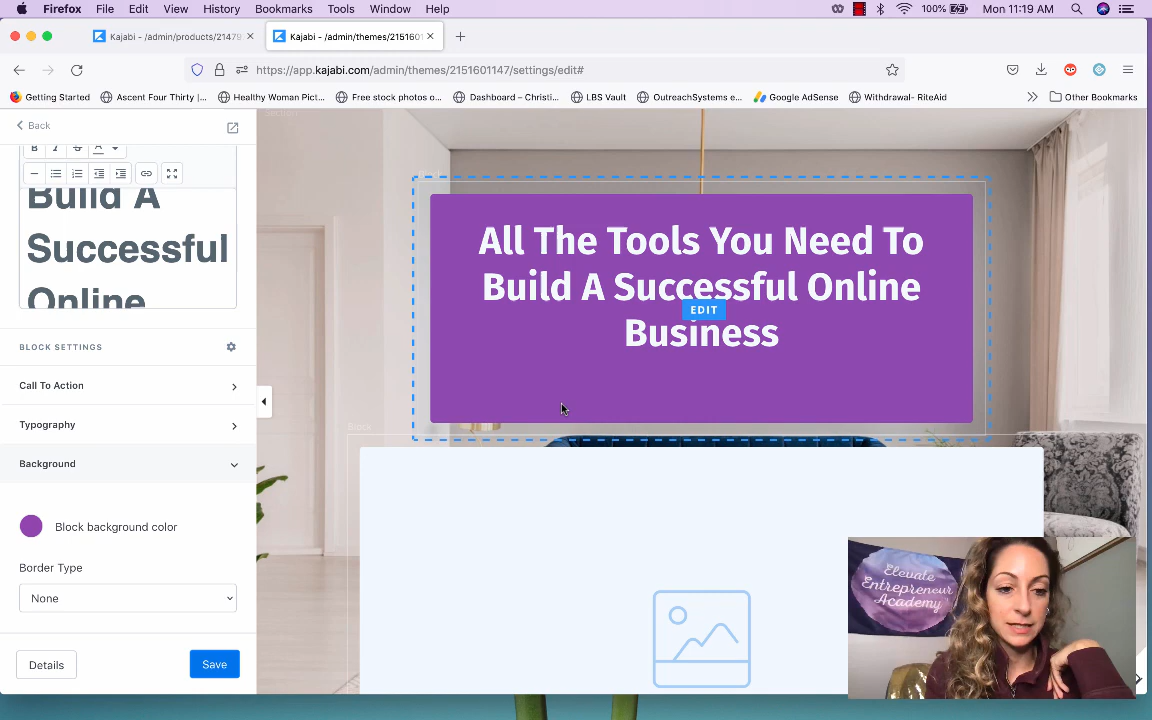 Firefox File Edit View History Bookmarks Tools Window Help 100% Mon 11:19 AM
Kajabi - /admin/products/21479 Kajabi - /admin/themes/2151601
https://app.kajabi.com/admin/themes/2151601147/settings/edit#
Getting Started Ascent Four Thirty |... Healthy Woman Pict... Free stock photos o... Dashboard – Christi... LBS Vault OutreachSystems e... Google AdSense Withdrawal- RiteAid Other Bookmarks
Back
B I S A
Build A
Successful
Online
BLOCK SETTINGS
Call To Action
Typography
Background
Block background color
Border Type
None
Details Save
All The Tools You Need To
Build A Successful Online
EDIT
Business
Block
Elevate
Entrepreneur
Academy